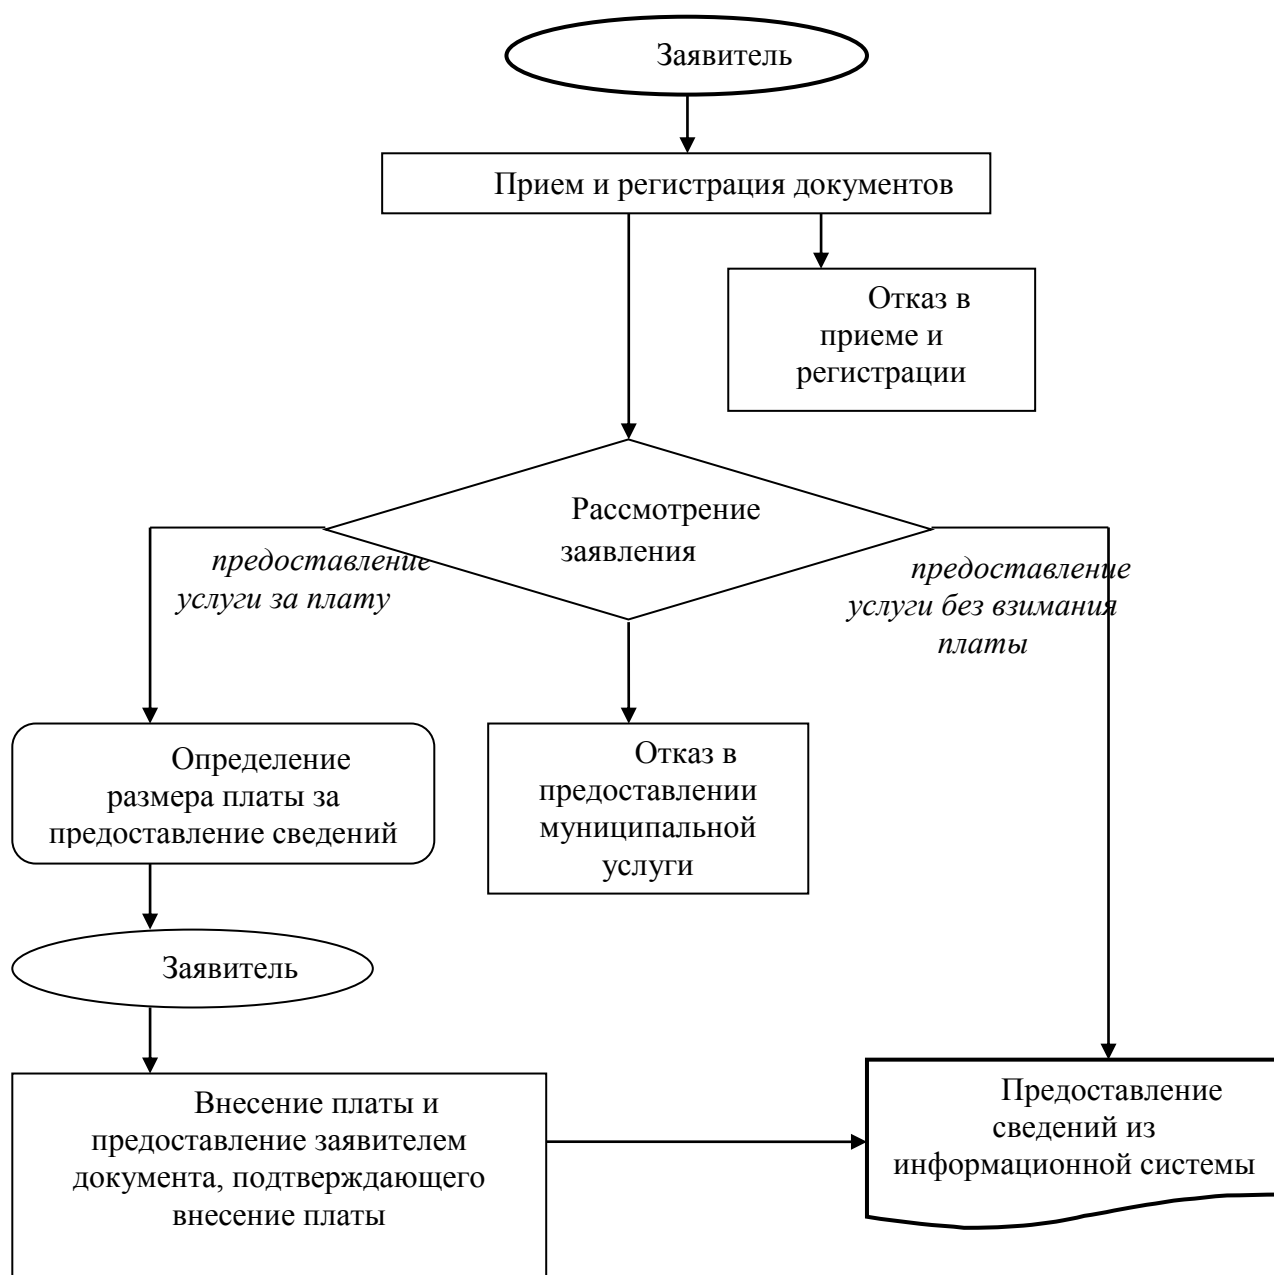 Заявитель
Прием и регистрация документов
Отказ в
приеме и
регистрации
Рассмотрение
заявления
предоставление
услуги за плату
предоставление
услуги без взимания
платы
Определение
размера платы за
предоставление сведений
Отказ в
предоставлении
муниципальной
услуги
Заявитель
Внесение платы и
предоставление заявителем
документа, подтверждающего
внесение платы
Предоставление
сведений из
информационной системы